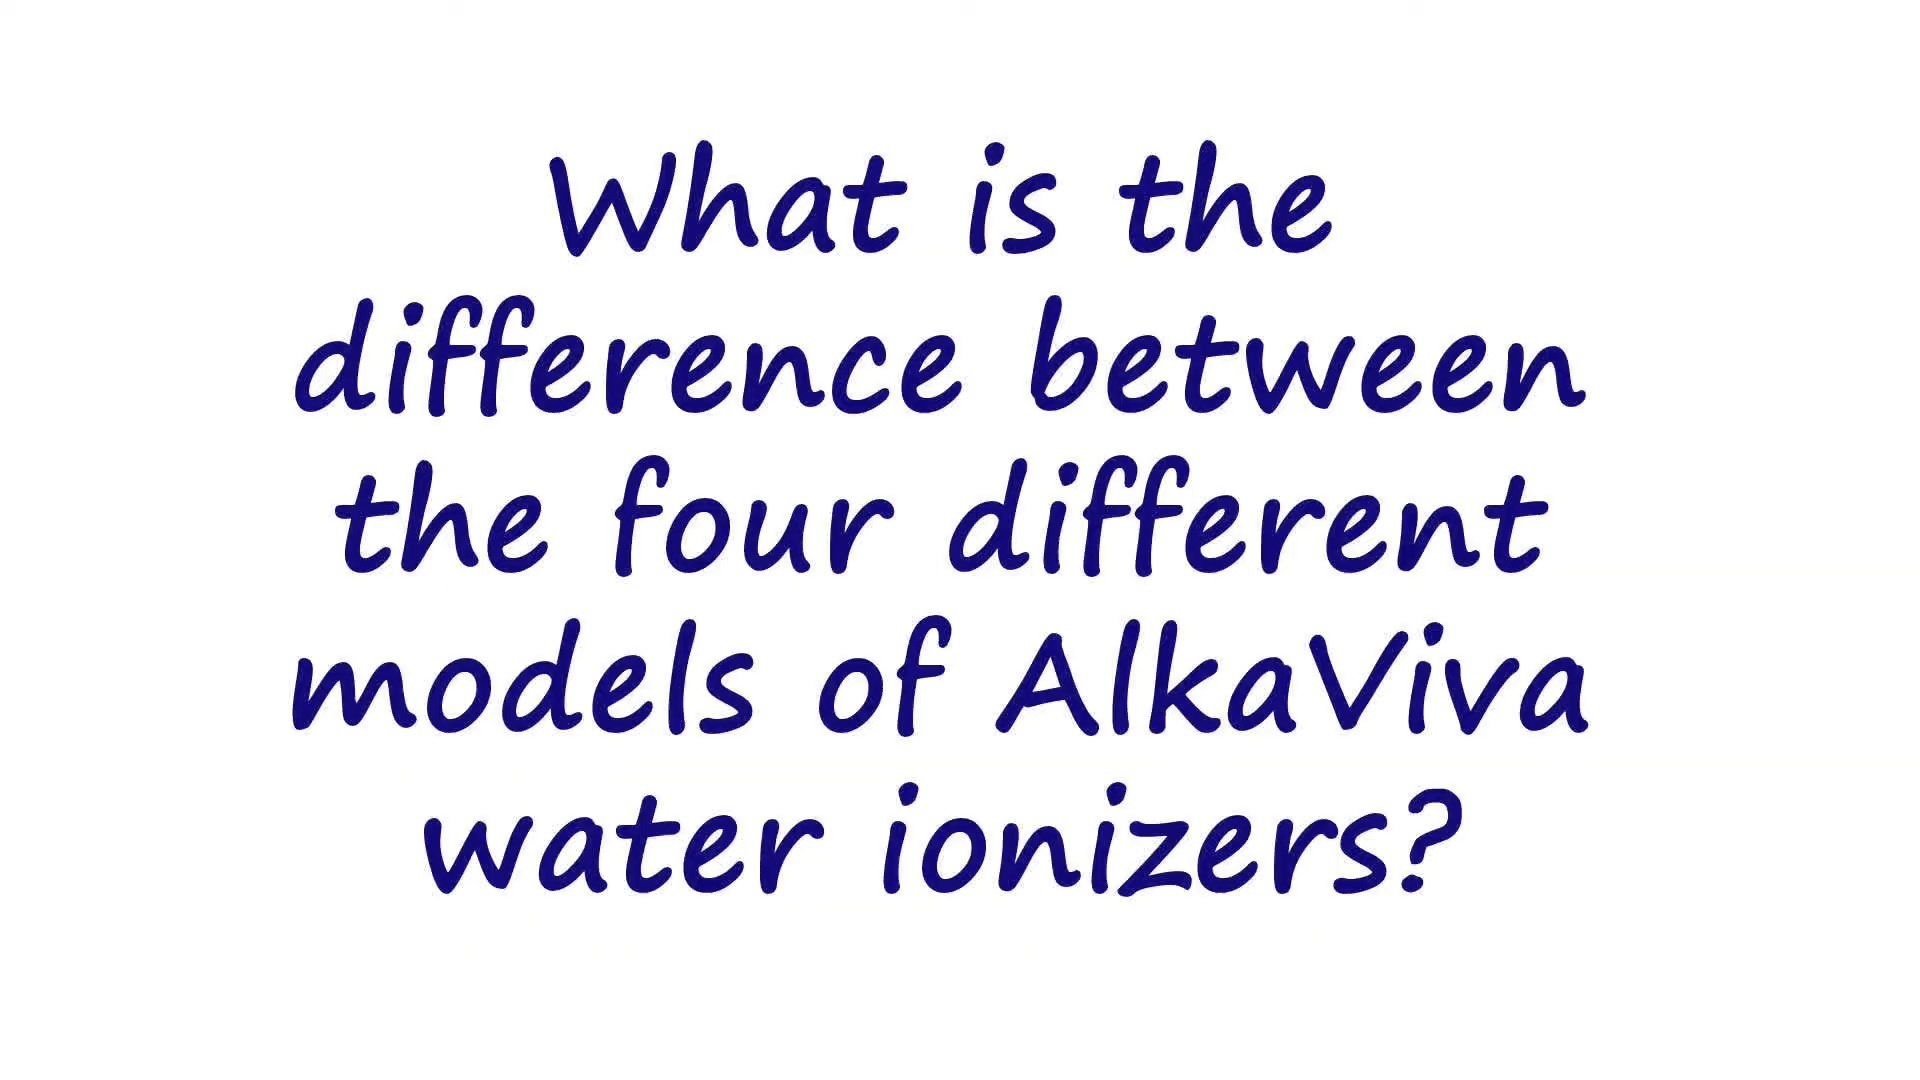 What is the
difference between
the four different
models of AlkaViva
water ionizers?